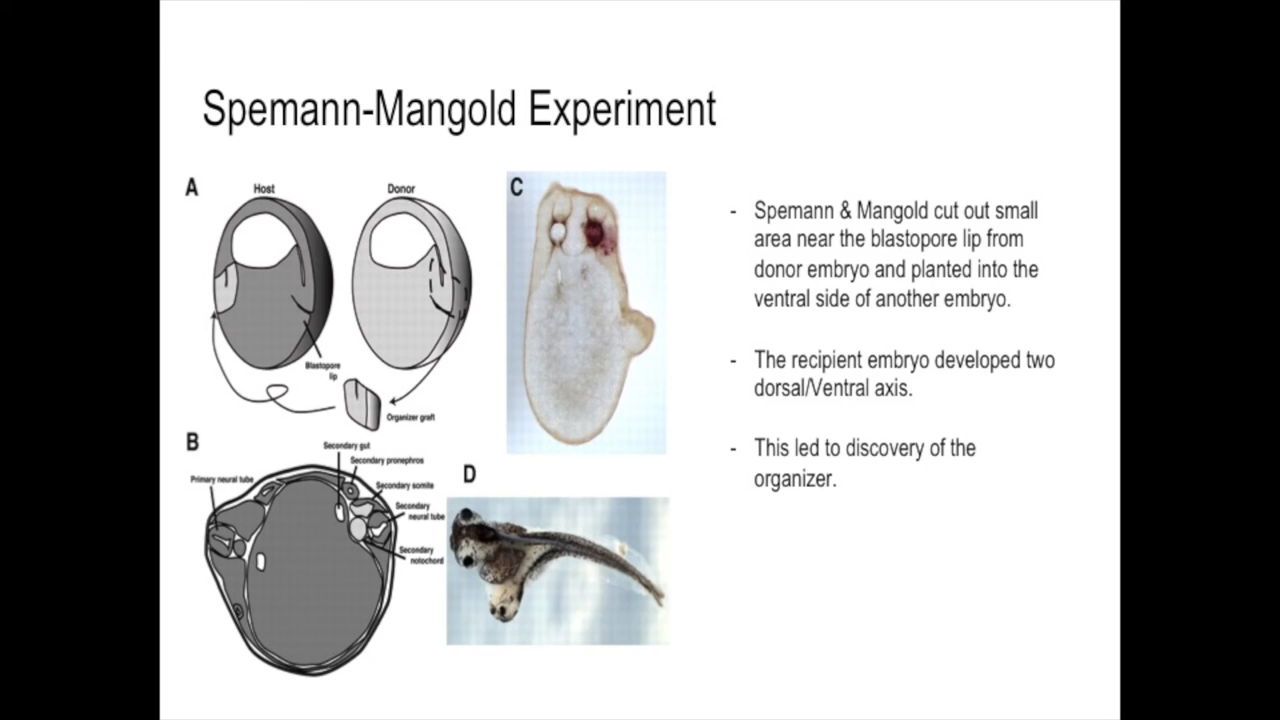 Spemann-Mangold Experiment
A
Host
Donor
Blastopore
lip
Organizer graft
B
Secondary gut
Secondary pronephros
Primary neural tube
Secondary somite
Secondary
neural tube
Secondary
notochord
C
D
- Spemann & Mangold cut out small
area near the blastopore lip from
donor embryo and planted into the
ventral side of another embryo.
- The recipient embryo developed two
dorsal/Ventral axis.
- This led to discovery of the
organizer.